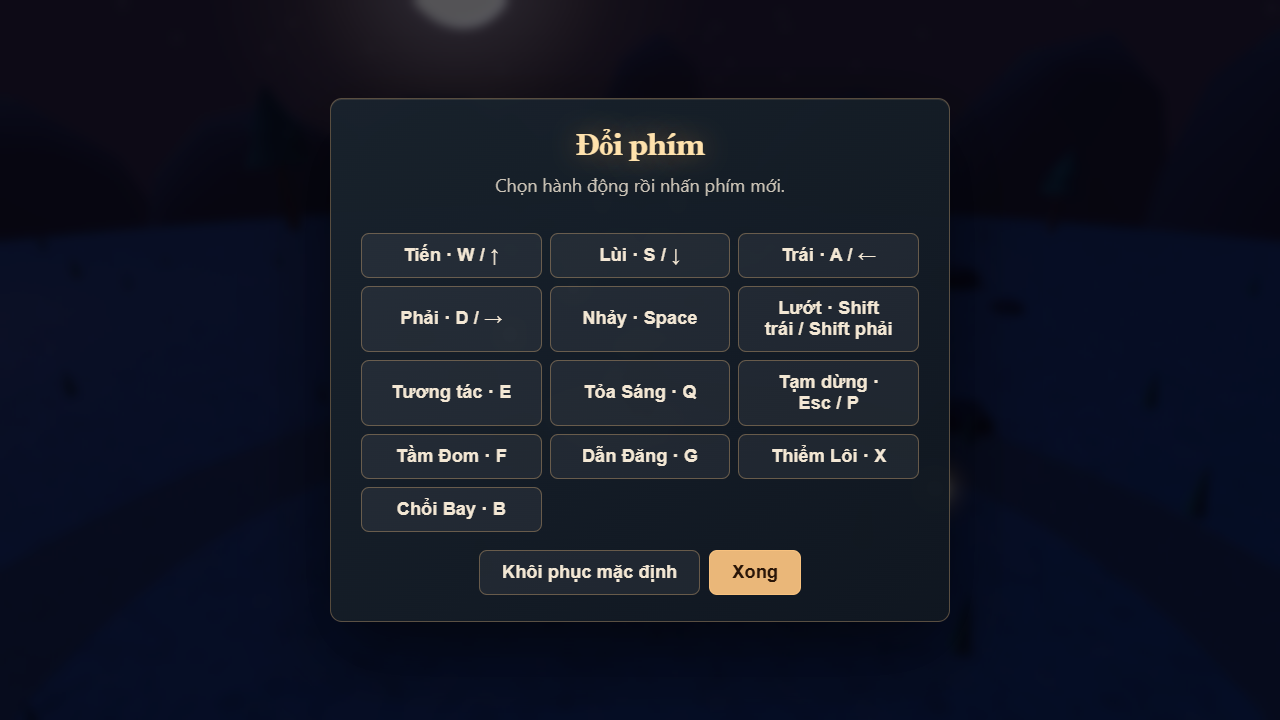 Đổi phím
Chọn hành động rồi nhấn phím mới.
Tiến · W / ↑
Lùi · S / ↓
Trái · A / ←
Phải · D / →
Nhảy · Space
Lướt · Shift
trái / Shift phải
Tương tác · E
Tỏa Sáng · Q
Tạm dừng ·
Esc / P
Tầm Đom · F
Dẫn Đăng · G
Thiểm Lôi · X
Chổi Bay · B
Khôi phục mặc định
Xong